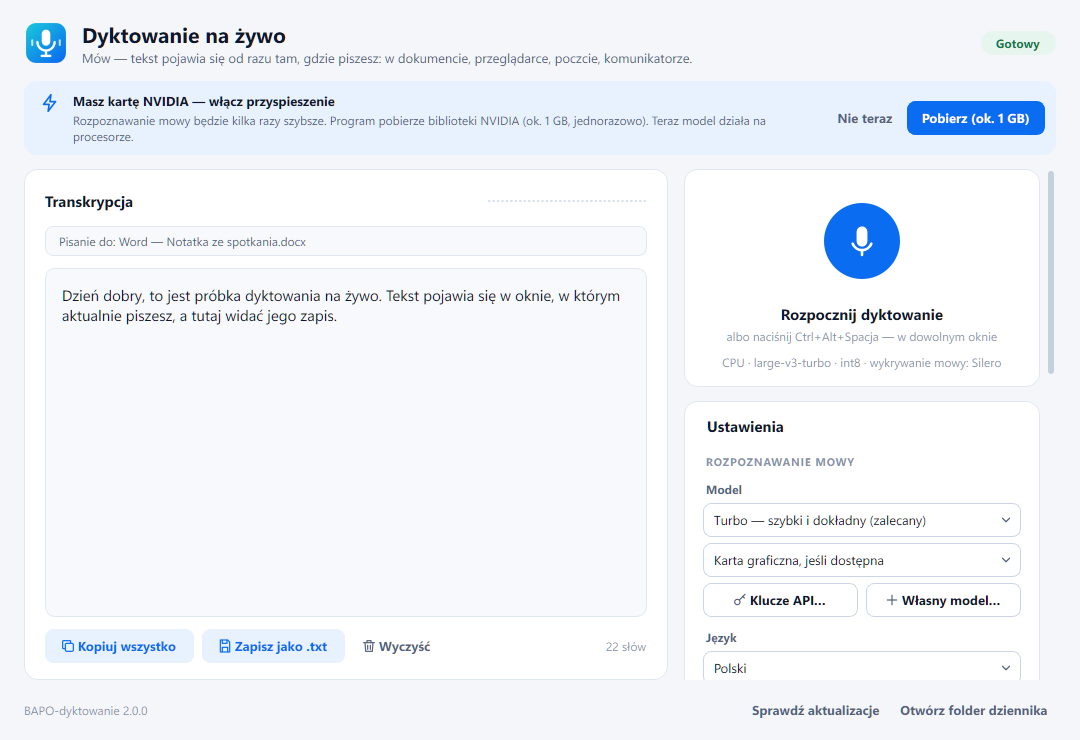 Dyktowanie na żywo
Mów — tekst pojawia się od razu tam, gdzie piszesz: w dokumencie, przeglądarce, poczcie, komunikatorze.
Gotowy
Masz kartę NVIDIA — włącz przyspieszenie
Rozpoznawanie mowy będzie kilka razy szybsze. Program pobierze biblioteki NVIDIA (ok. 1 GB, jednorazowo). Teraz model działa na
procesorze.
Nie teraz
Pobierz (ok. 1 GB)
Transkrypcja
Pisanie do: Word — Notatka ze spotkania.docx
Dzień dobry, to jest próbka dyktowania na żywo. Tekst pojawia się w oknie, w którym
aktualnie piszesz, a tutaj widać jego zapis.
Kopiuj wszystko
Zapisz jako .txt
Wyczyść
22 słów
Rozpocznij dyktowanie
albo naciśnij Ctrl+Alt+Spacja — w dowolnym oknie
CPU · large-v3-turbo · int8 · wykrywanie mowy: Silero
Ustawienia
ROZPOZNAWANIE MOWY
Model
Turbo — szybki i dokładny (zalecany)
Karta graficzna, jeśli dostępna
Klucze API...
Własny model...
Język
Polski
BAPO-dyktowanie 2.0.0
Sprawdź aktualizacje
Otwórz folder dziennika